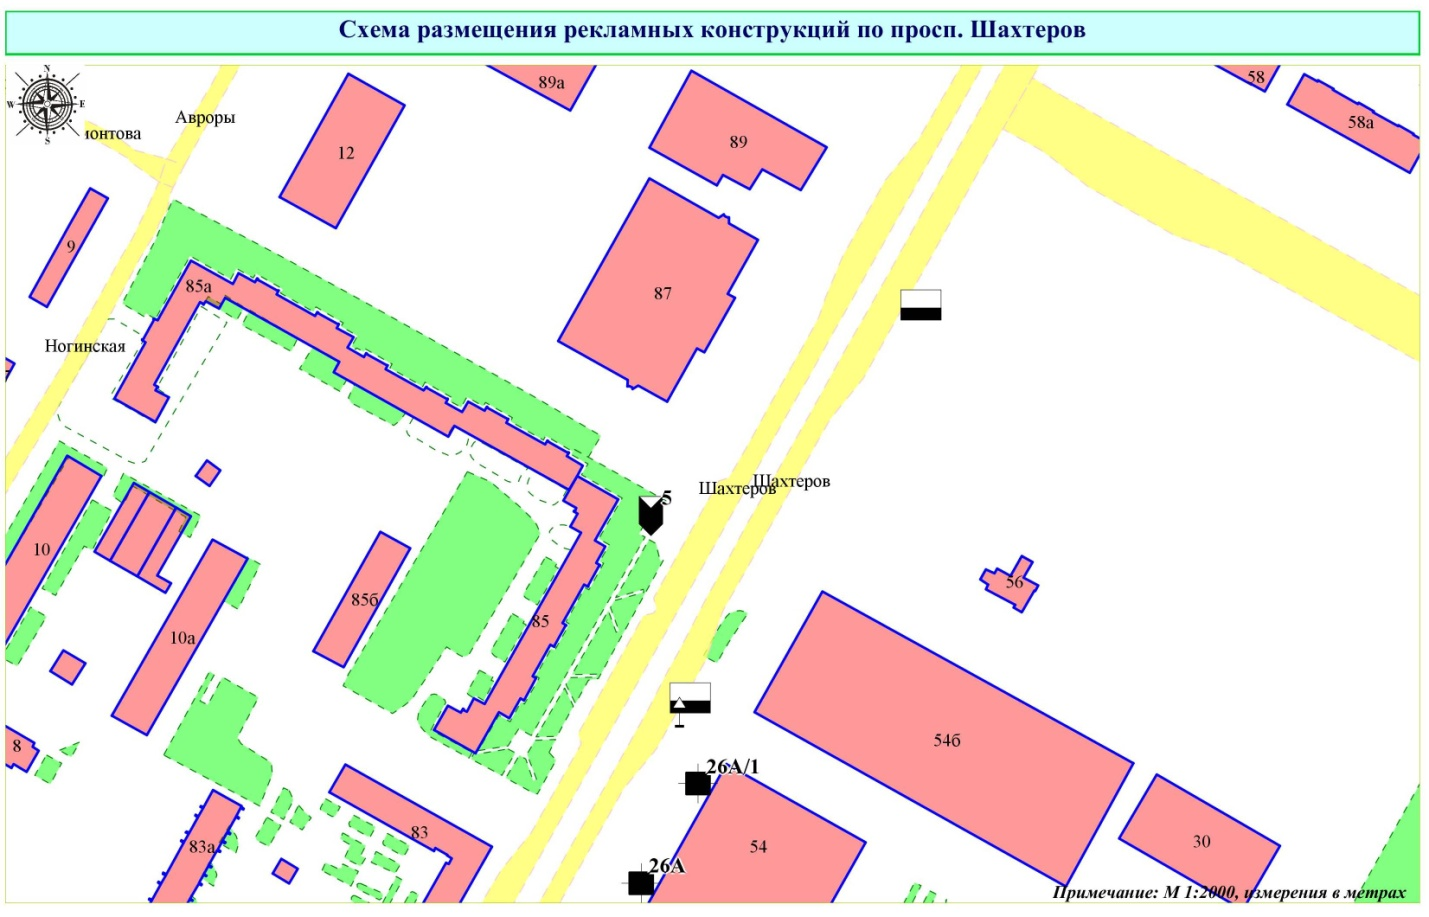 Схема размещения рекламных конструкций по просп. Шахтеров
N
W E
S
Авроры
монтова
89а
58
58а
12
89
9
85а
87
Ногинская
5
Шахтеров
Шахтеров
10
56
85б
85
10а
8
54б
26А/1
83
83а
54
30
26А
Примечание: М 1:2000, измерения в метрах